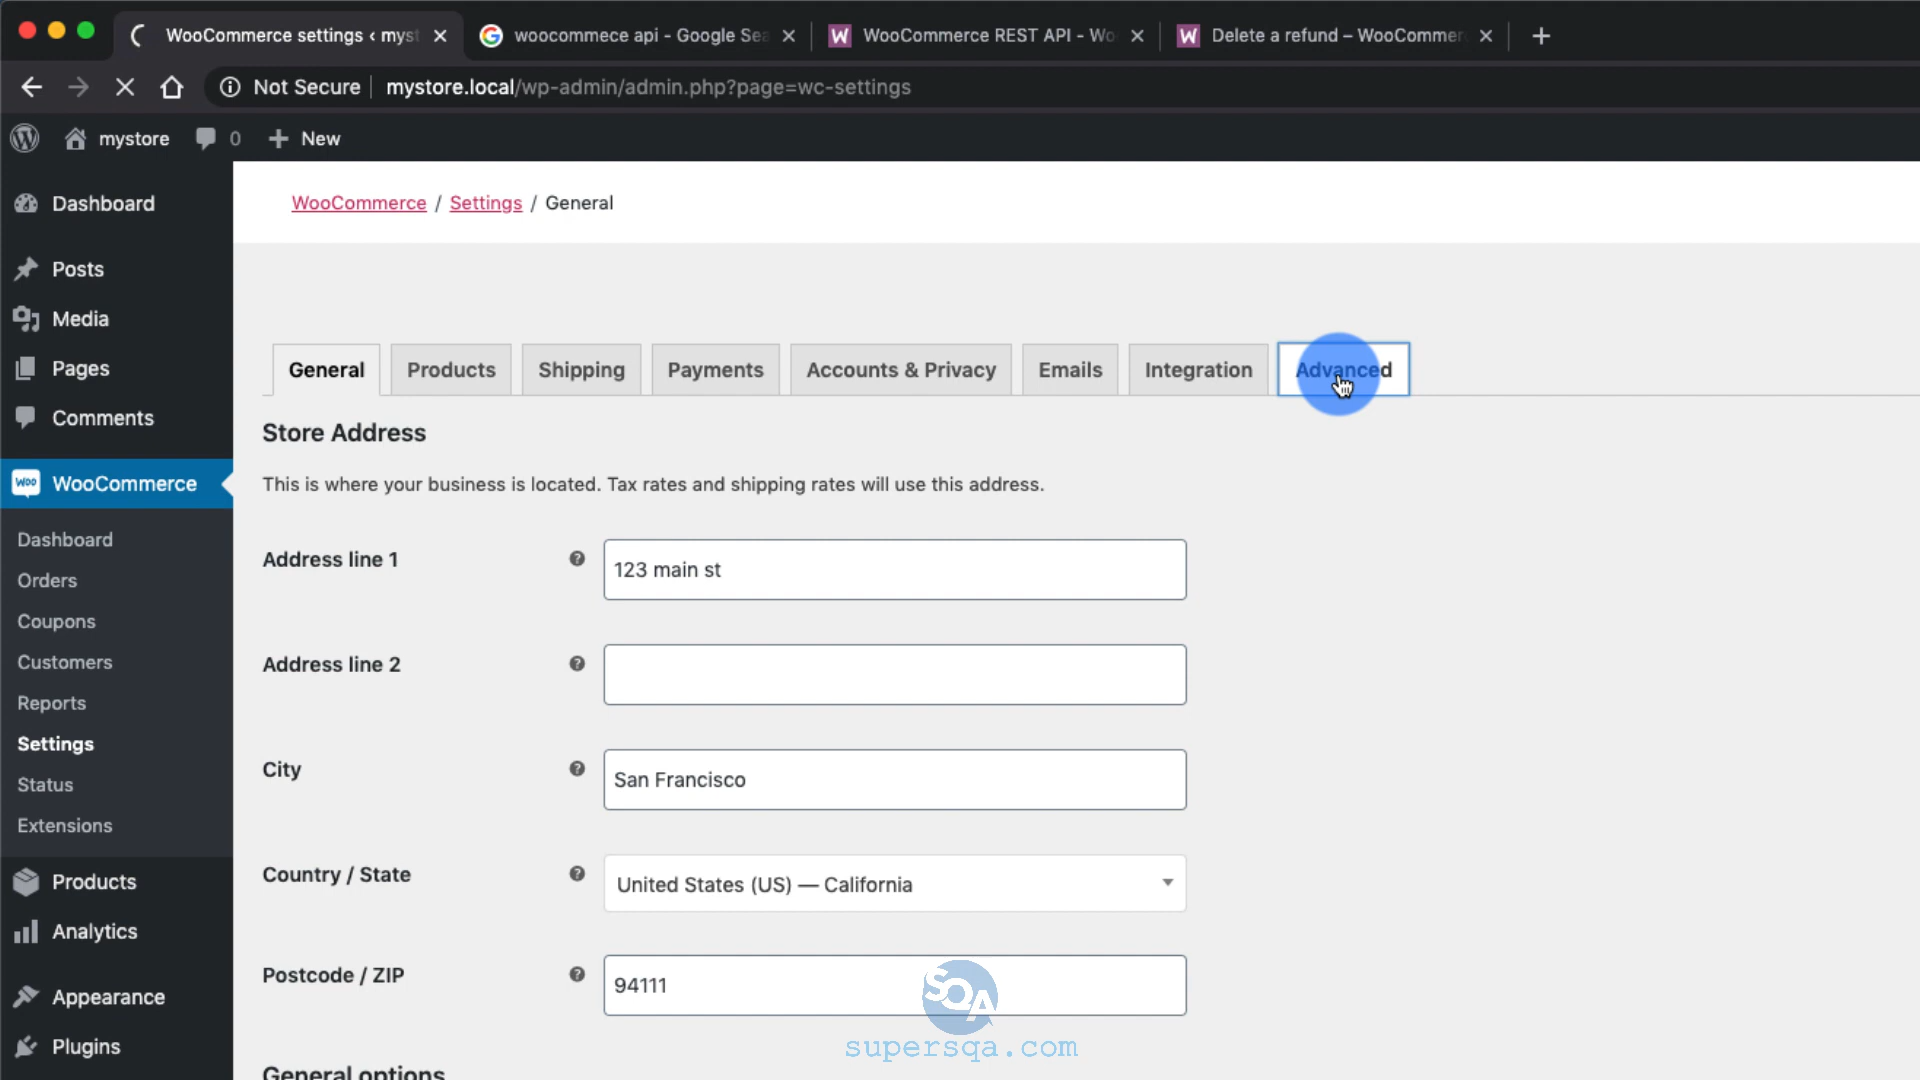 WooCommerce settings ‹ myst
woocommece api - Google Sea
WooCommerce REST API - Wo
Delete a refund – WooCommer
Not Secure
mystore.local/wp-admin/admin.php?page=wc-settings
mystore
0
New
Dashboard
Posts
Media
Pages
Comments
WooCommerce
Dashboard
Orders
Coupons
Customers
Reports
Settings
Status
Extensions
Products
Analytics
Appearance
Plugins
WooCommerce / Settings / General
General
Products
Shipping
Payments
Accounts & Privacy
Emails
Integration
Advanced
Store Address
This is where your business is located. Tax rates and shipping rates will use this address.
Address line 1
123 main st
Address line 2
City
San Francisco
Country / State
United States (US) — California
Postcode / ZIP
94111
SQA
supersqa.com
General options